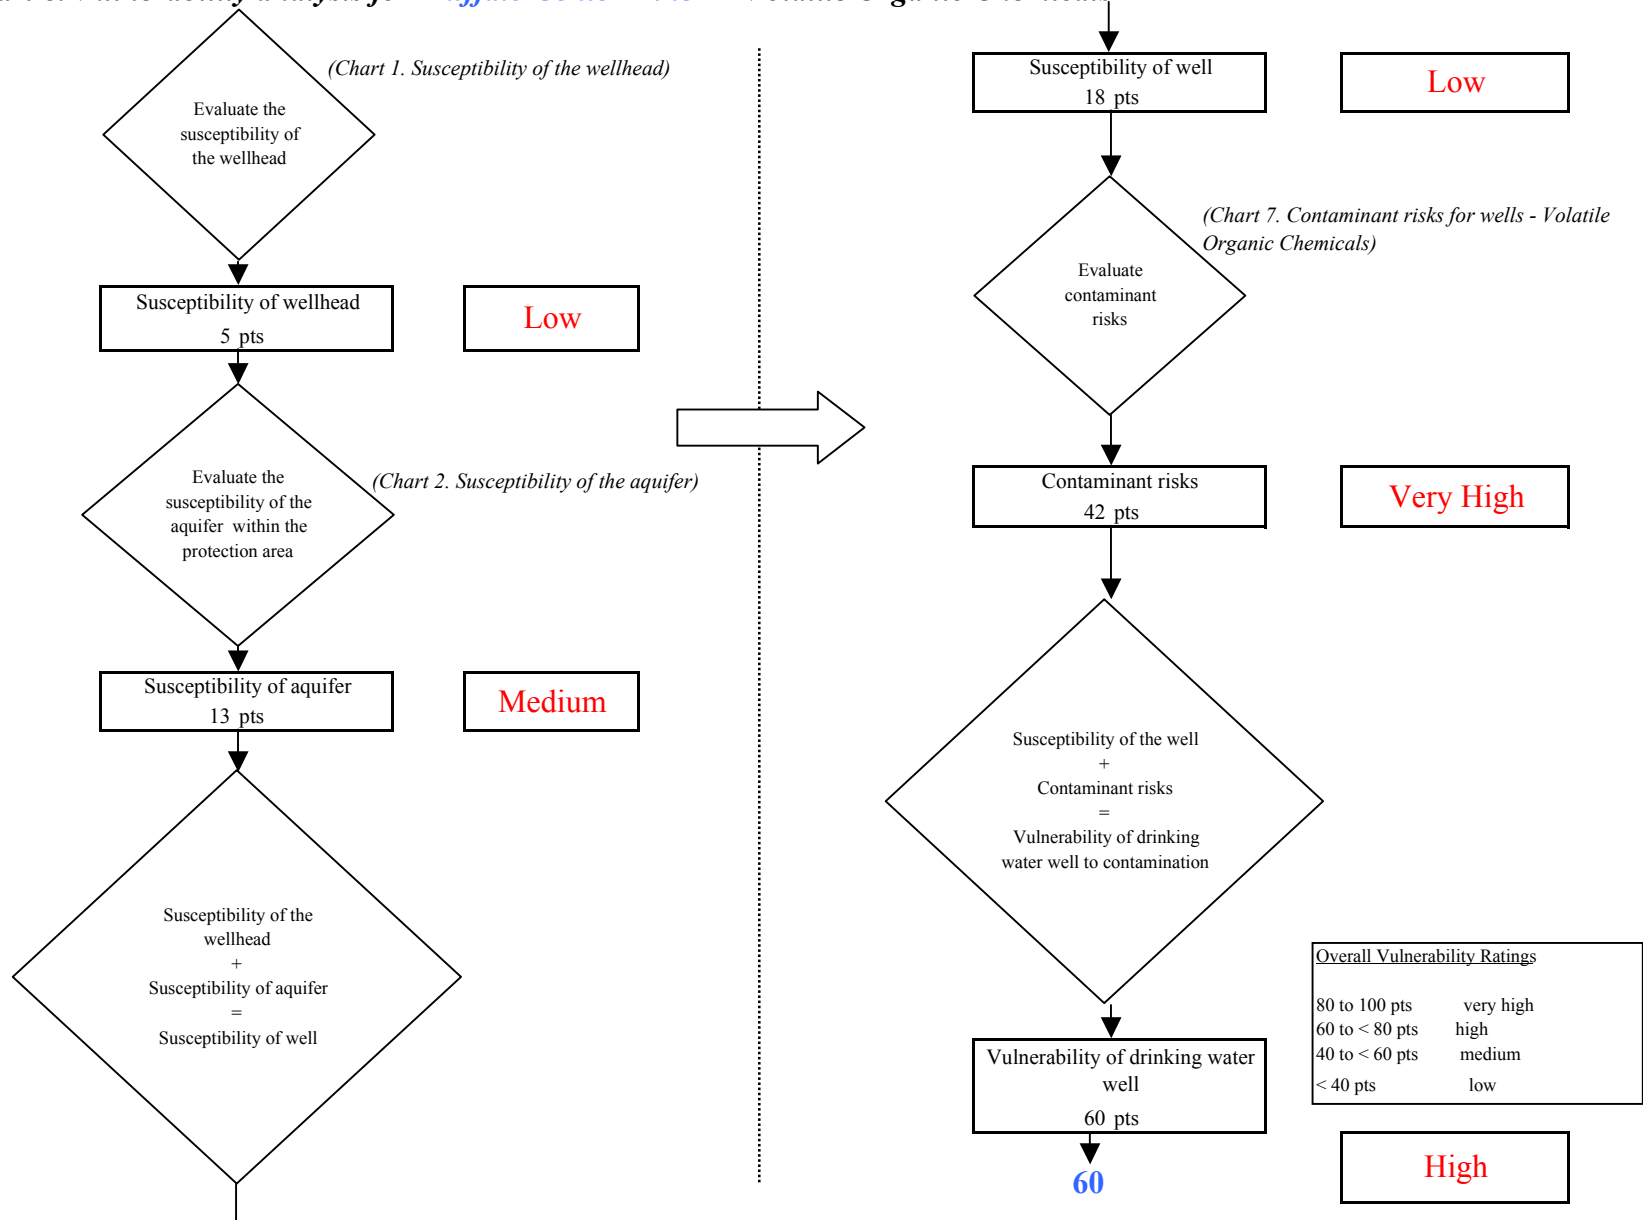 (Chart 1. Susceptibility of the wellhead)
Evaluate the
susceptibility of
the wellhead
Susceptibility of wellhead
5 pts
Low
Evaluate the
susceptibility of the
aquifer within the
protection area
(Chart 2. Susceptibility of the aquifer)
Susceptibility of aquifer
13 pts
Medium
Susceptibility of the
wellhead
+
Susceptibility of aquifer
=
Susceptibility of well
Susceptibility of well
18 pts
Low
(Chart 7. Contaminant risks for wells - Volatile
Organic Chemicals)
Evaluate
contaminant
risks
Contaminant risks
42 pts
Very High
Susceptibility of the well
+
Contaminant risks
=
Vulnerability of drinking
water well to contamination
Overall Vulnerability Ratings
80 to 100 pts very high
60 to < 80 pts high
40 to < 60 pts medium
< 40 pts low
Vulnerability of drinking water
well
60 pts
60
High